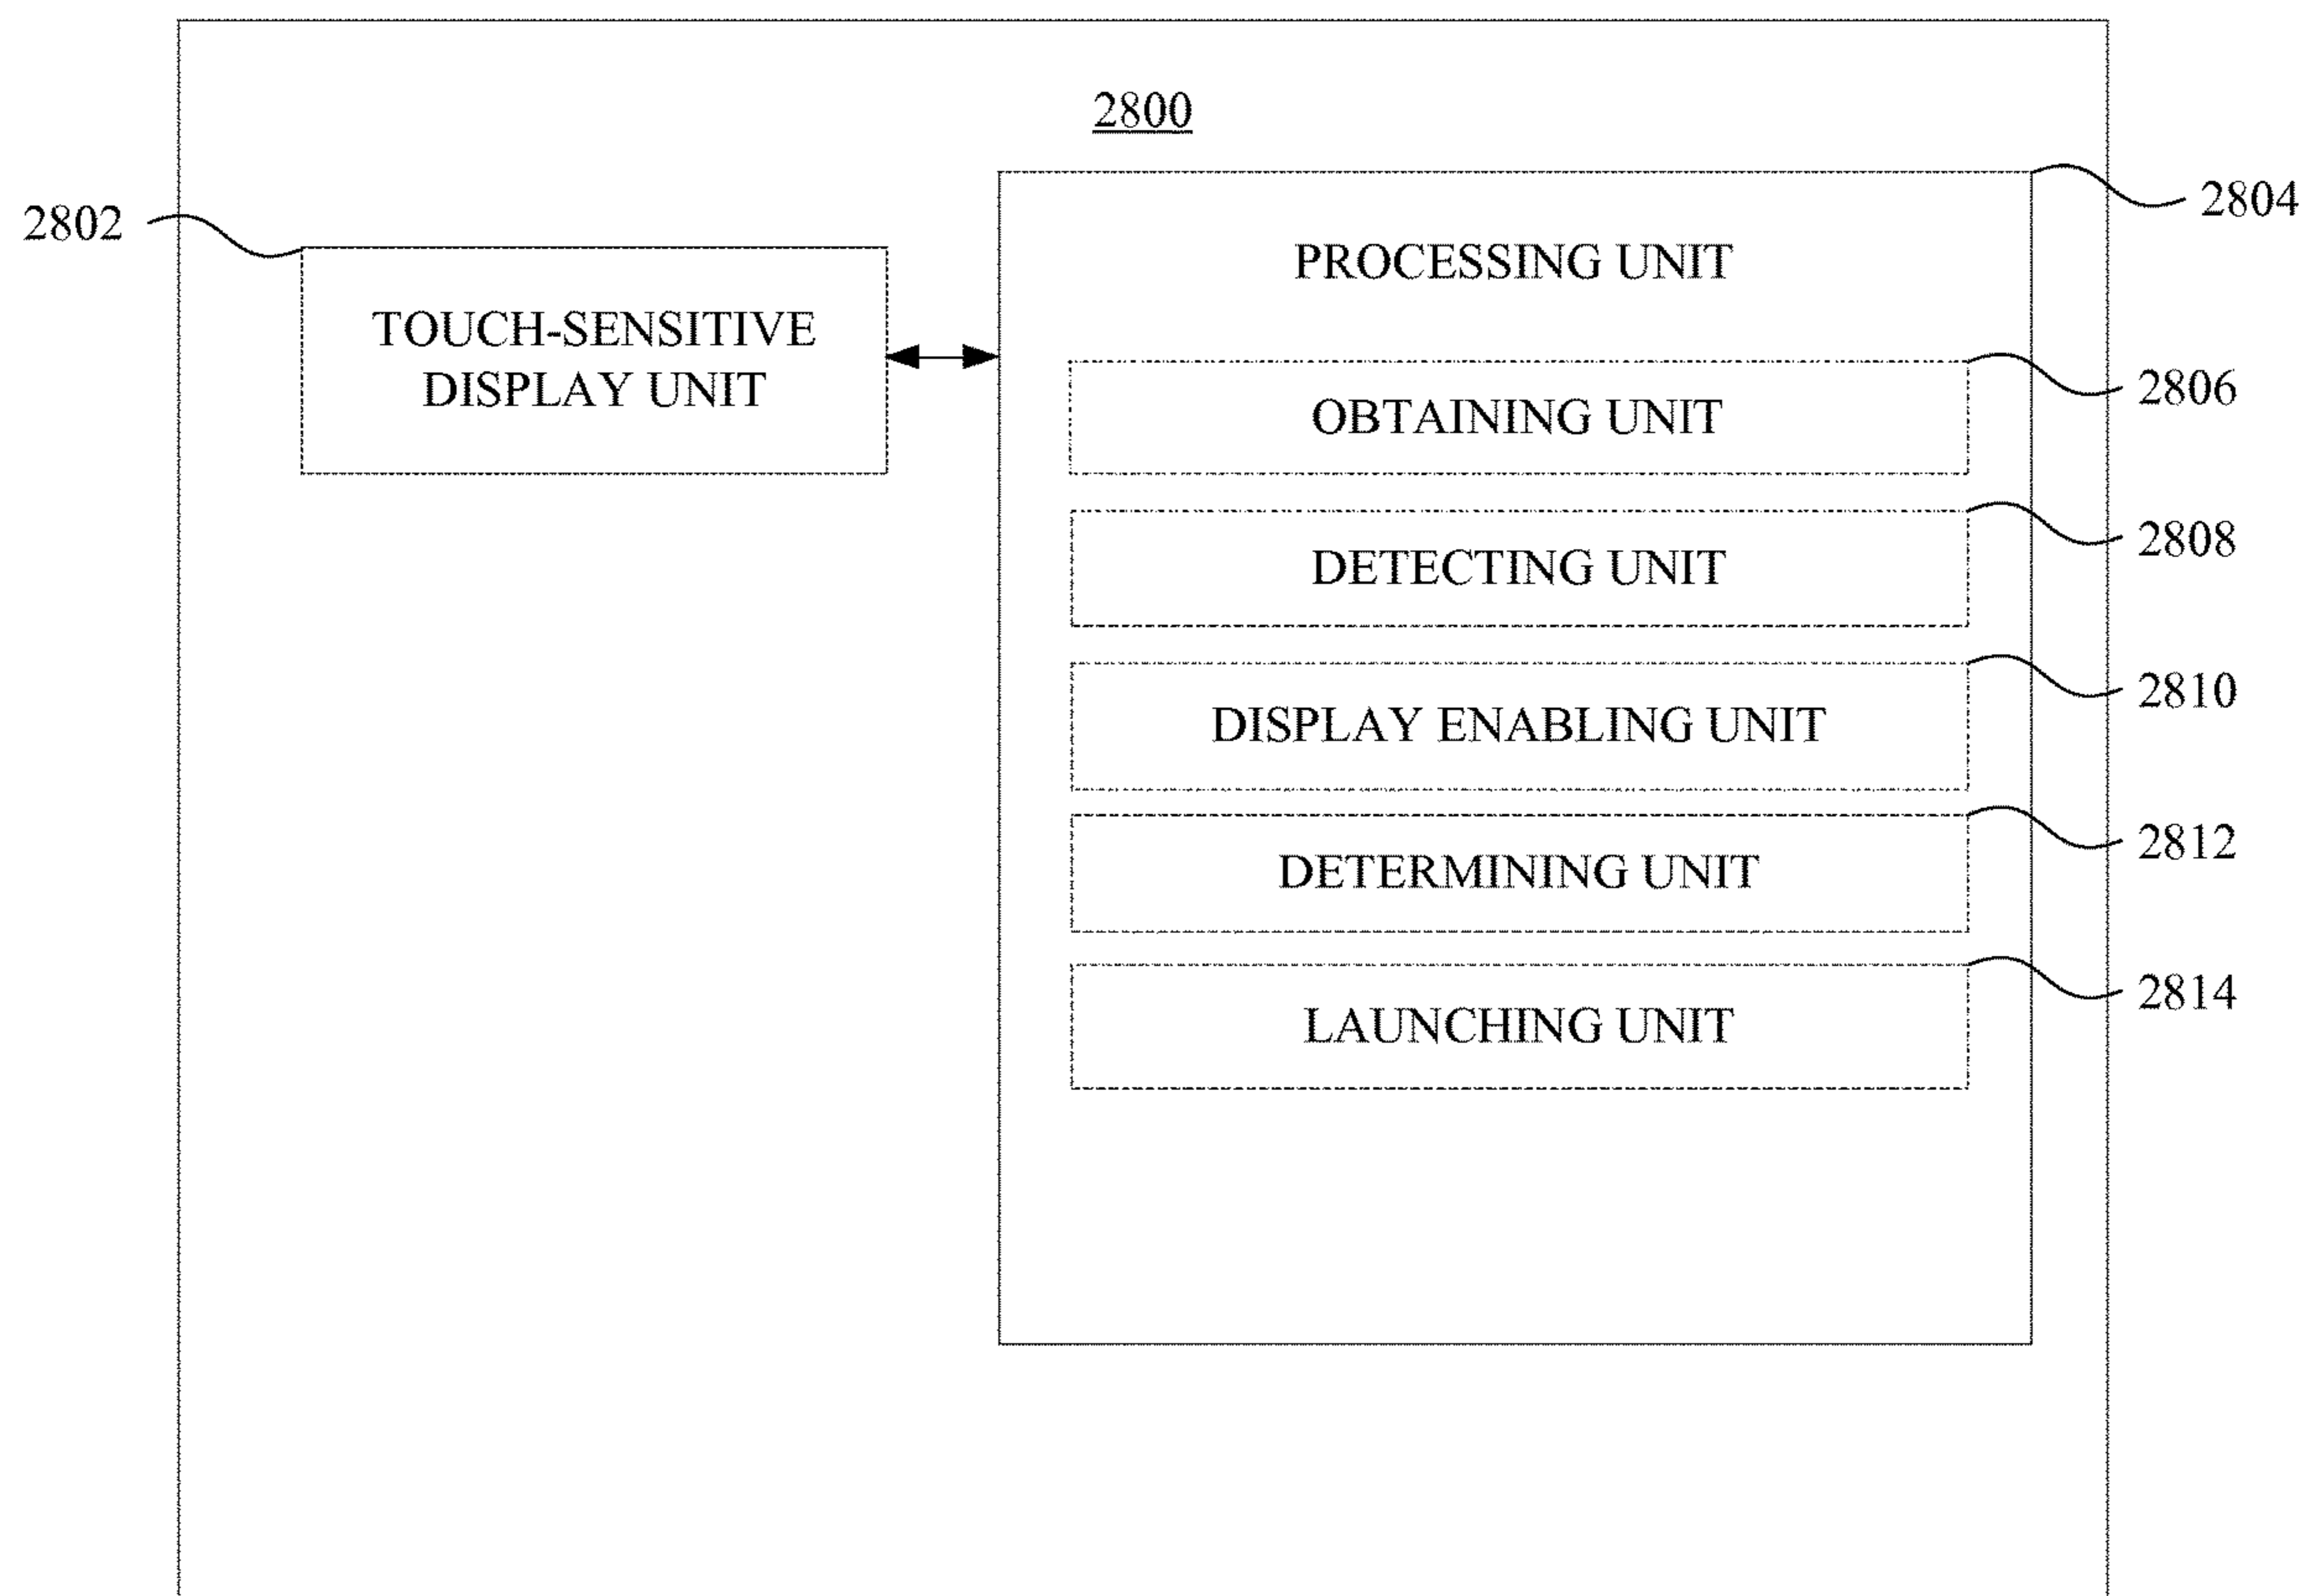 2800
2802
2804
TOUCH-SENSITIVE
DISPLAY UNIT
PROCESSING UNIT
OBTAINING UNIT
2806
DETECTING UNIT
2808
DISPLAY ENABLING UNIT
2810
DETERMINING UNIT
2812
LAUNCHING UNIT
2814